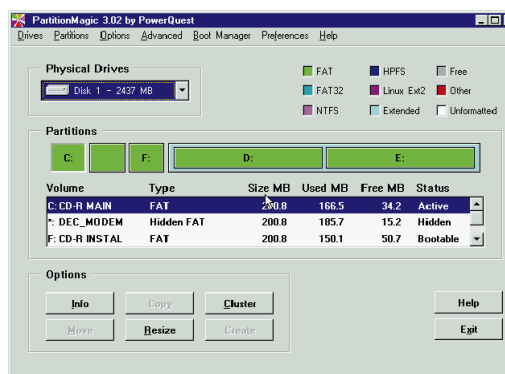 PartitionMagic 3.02 by PowerQuest
Drives Partitions Options Advanced Boot Manager Preferences Help
Physical Drives
Disk 1 - 2437 MB
FAT HPFS Free
FAT32 Linux Ext2 Other
NTFS Extended Unformatted
Partitions
C: F: D: E:
Volume Type Size MB Used MB Free MB Status
C: CD-R MAIN FAT 200.8 166.5 34.2 Active
*: DEC_MODEM Hidden FAT 200.8 185.7 15.2 Hidden
F: CD-R INSTAL FAT 200.8 150.1 50.7 Bootable
Options
Info Copy Cluster Help
Move Resize Create Exit